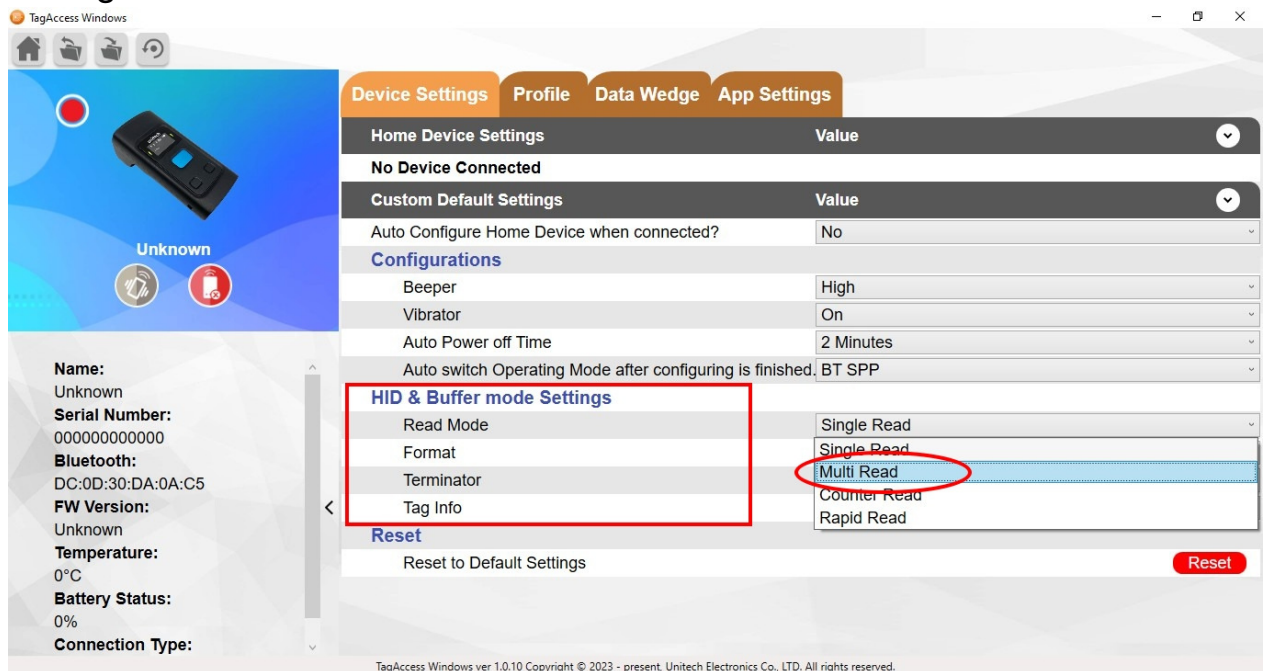 TagAccess Windows
Device Settings Profile Data Wedge App Settings
Home Device Settings Value
No Device Connected
Custom Default Settings Value
Auto Configure Home Device when connected? No
Configurations
Beeper High
Vibrator On
Auto Power off Time 2 Minutes
Auto switch Operating Mode after configuring is finished. BT SPP
HID & Buffer mode Settings
Read Mode Single Read
Format Single Read
Multi Read
Terminator
Counter Read
Tag Info Rapid Read
Reset
Reset to Default Settings Reset
Unknown
Name:
Unknown
Serial Number:
000000000000
Bluetooth:
DC:0D:30:DA:0A:C5
FW Version:
Unknown
Temperature:
0°C
Battery Status:
0%
Connection Type:
TagAccess Windows ver 1.0.10 Copyright © 2023 - present. Unitech Electronics Co., LTD. All rights reserved.